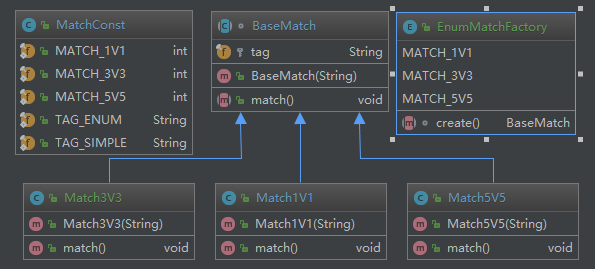 MatchConst
MATCH_1V1 int
MATCH_3V3 int
MATCH_5V5 int
TAG_ENUM String
TAG_SIMPLE String
BaseMatch
tag String
BaseMatch(String)
match() void
EnumMatchFactory
MATCH_1V1
MATCH_3V3
MATCH_5V5
create() BaseMatch
Match3V3
Match3V3(String)
match() void
Match1V1
Match1V1(String)
match() void
Match5V5
Match5V5(String)
match() void